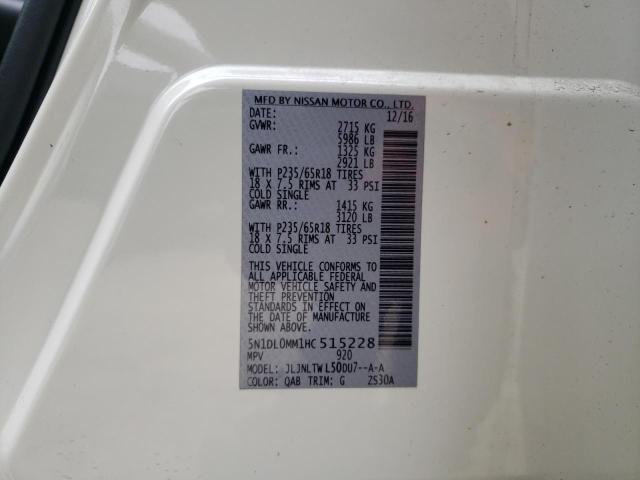 MFD BY NISSAN MOTOR CO., LTD.
DATE: 12/16
GVWR: 2715 KG
5986 LB
GAWR FR.: 1325 KG
2921 LB
WITH P235/65R18 TIRES
18 X 7.5 RIMS AT 33 PSI
COLD SINGLE
GAWR RR.: 1415 KG
3120 LB
WITH P235/65R18 TIRES
18 X 7.5 RIMS AT 33 PSI
COLD SINGLE
THIS VEHICLE CONFORMS TO
ALL APPLICABLE FEDERAL
MOTOR VEHICLE SAFETY AND
THEFT PREVENTION
STANDARDS IN EFFECT ON
THE DATE OF MANUFACTURE
SHOWN ABOVE.
5N1DL0MM1HC 515228
MPV 920
MODEL: JLJNLTW L50DU7--A-A
COLOR: QAB TRIM: G ZS30A